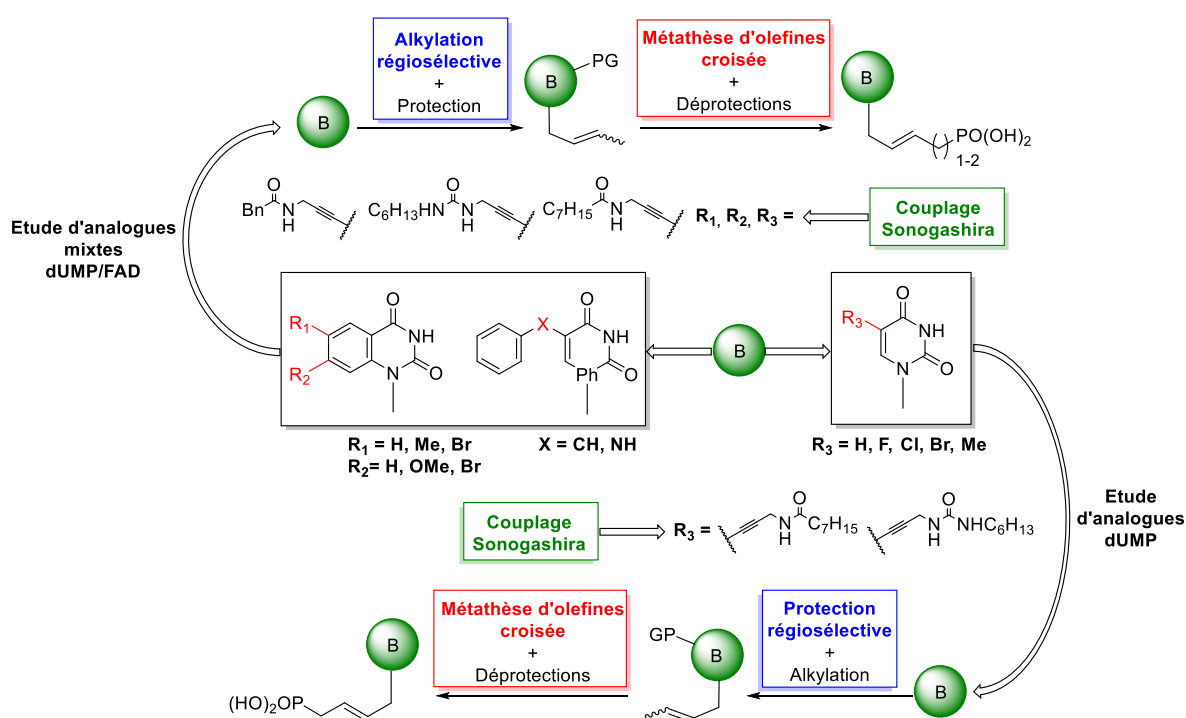 Alkylation
régiosélective
+
Protection
Métathèse d'olefines
croisée
+
Déprotections
B
B
PG
B
PO(OH)2
1-2
Bn
O
N
H
C6H13HN
O
N
H
C7H15
O
N
H
R1, R2, R3 =
Couplage
Sonogashira
Etude d'analogues
mixtes
dUMP/FAD
R1
R2
O
NH
N
O
X
O
NH
Ph
O
B
R3
O
NH
N
O
R1 = H, Me, Br
R2= H, OMe, Br
X = CH, NH
R3 = H, F, Cl, Br, Me
Couplage
Sonogashira
R3 =
N
H
O
C7H15
N
H
O
NHC6H13
Etude
d'analogues
dUMP
(HO)2OP
B
Métathèse d'olefines
croisée
+
Déprotections
GP
B
Protection
régiosélective
+
Alkylation
B